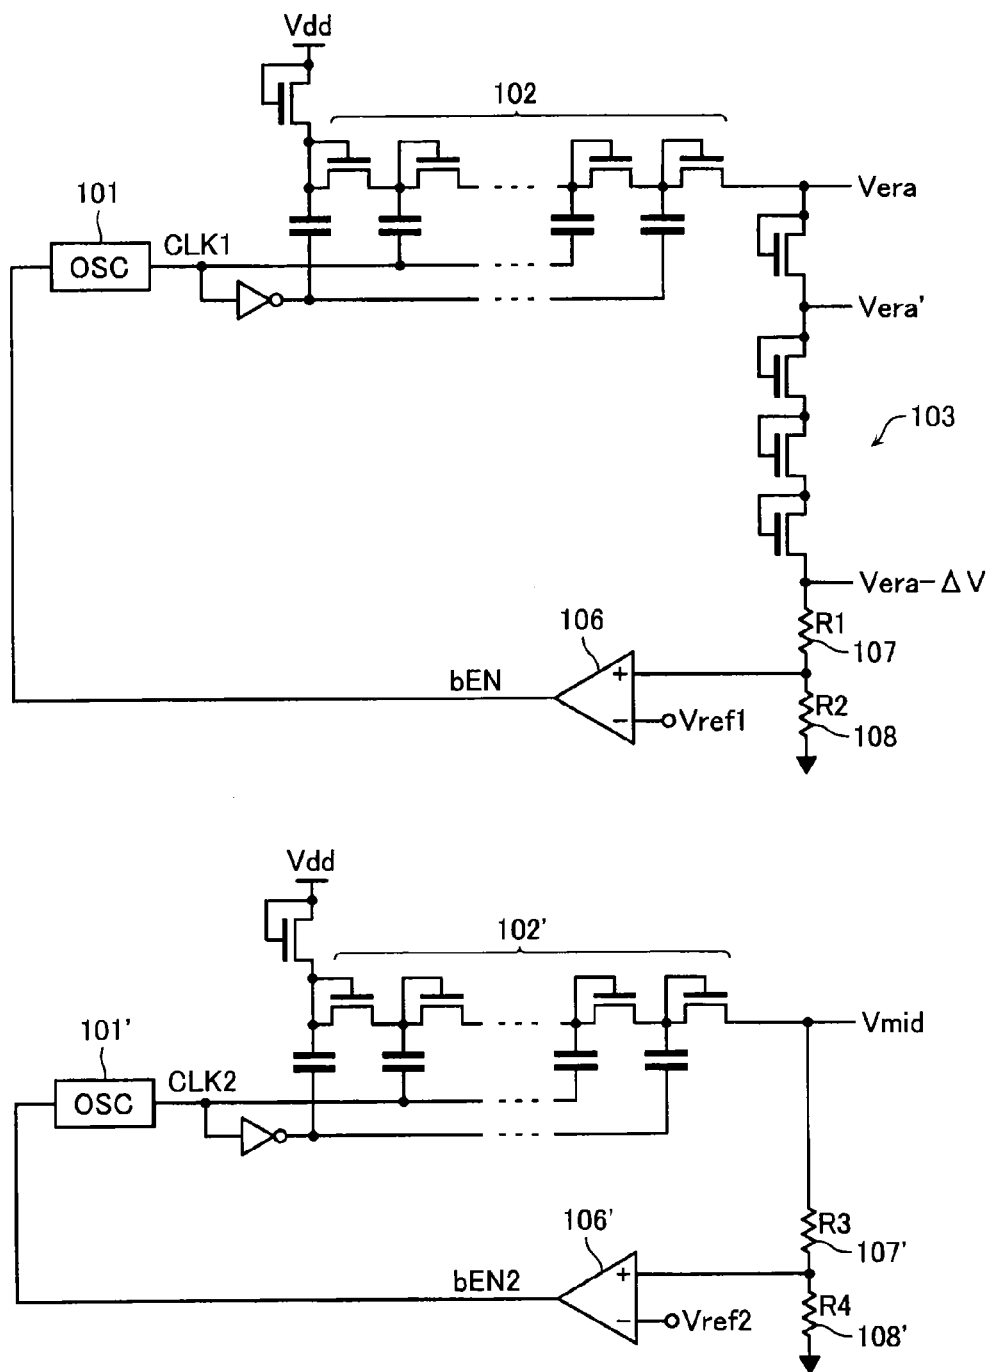 Vdd
102
101
CLK1
OSC
Vera
Vera'
103
Vera-ΔV
106
R1
107
bEN
+
-
Vref1
R2
108
Vdd
102'
101'
CLK2
OSC
Vmid
106'
R3
107'
bEN2
+
-
Vref2
R4
108'